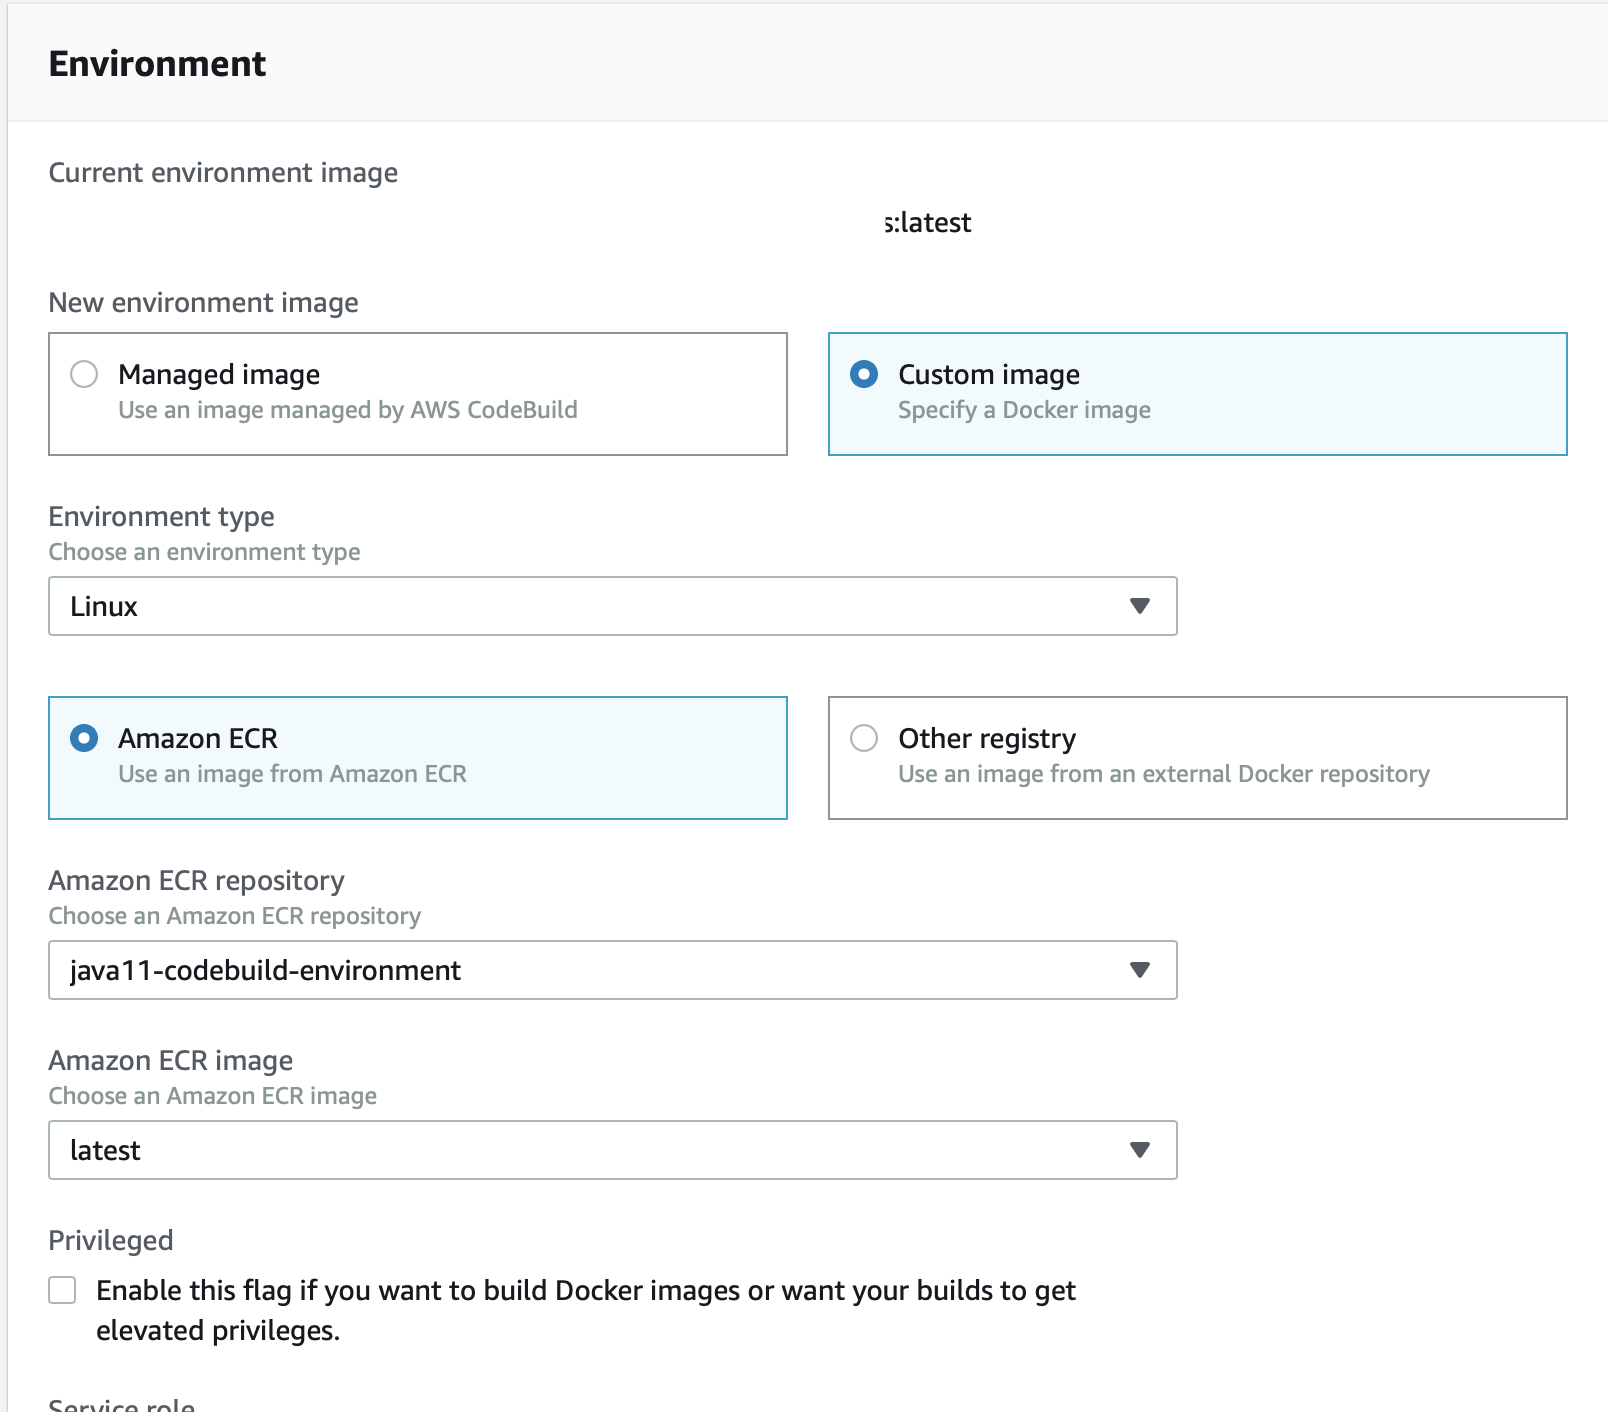 Environment
Current environment image
s:latest
New environment image
Managed image
Use an image managed by AWS CodeBuild
Custom image
Specify a Docker image
Environment type
Choose an environment type
Linux
Amazon ECR
Use an image from Amazon ECR
Other registry
Use an image from an external Docker repository
Amazon ECR repository
Choose an Amazon ECR repository
java11-codebuild-environment
Amazon ECR image
Choose an Amazon ECR image
latest
Privileged
Enable this flag if you want to build Docker images or want your builds to get
elevated privileges.
Service role